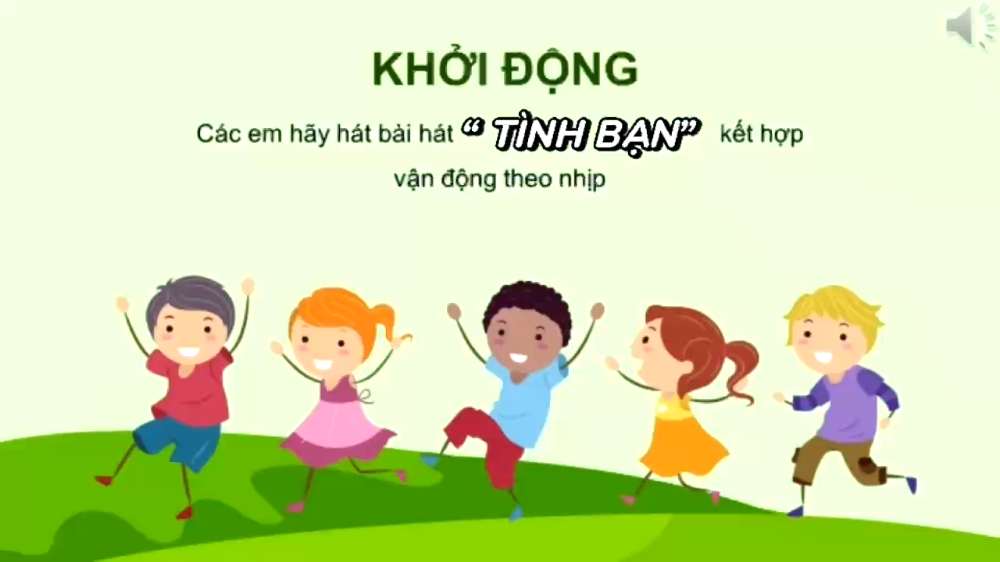 KHỞI ĐỘNG
Các em hãy hát bài hát “ TÌNH BẠN” kết hợp
vận động theo nhịp